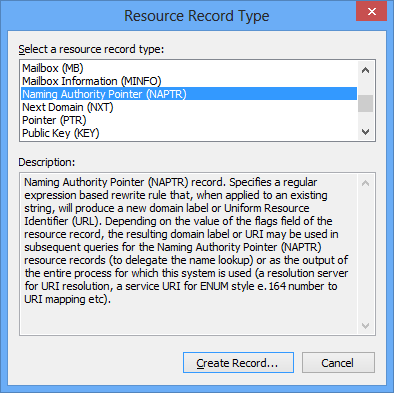 Resource Record Type
Select a resource record type:
Mailbox (MB)
Mailbox Information (MINFO)
Naming Authority Pointer (NAPTR)
Next Domain (NXT)
Pointer (PTR)
Public Key (KEY)
Description:
Naming Authority Pointer (NAPTR) record. Specifies a regular
expression based rewrite rule that, when applied to an existing
string, will produce a new domain label or Uniform Resource
Identifier (URL). Depending on the value of the flags field of the
resource record, the resulting domain label or URI may be used in
subsequent queries for the Naming Authority Pointer (NAPTR)
resource records (to delegate the name lookup) or as the output of
the entire process for which this system is used (a resolution server
for URI resolution, a service URI for ENUM style e.164 number to
URI mapping etc).
Create Record...
Cancel